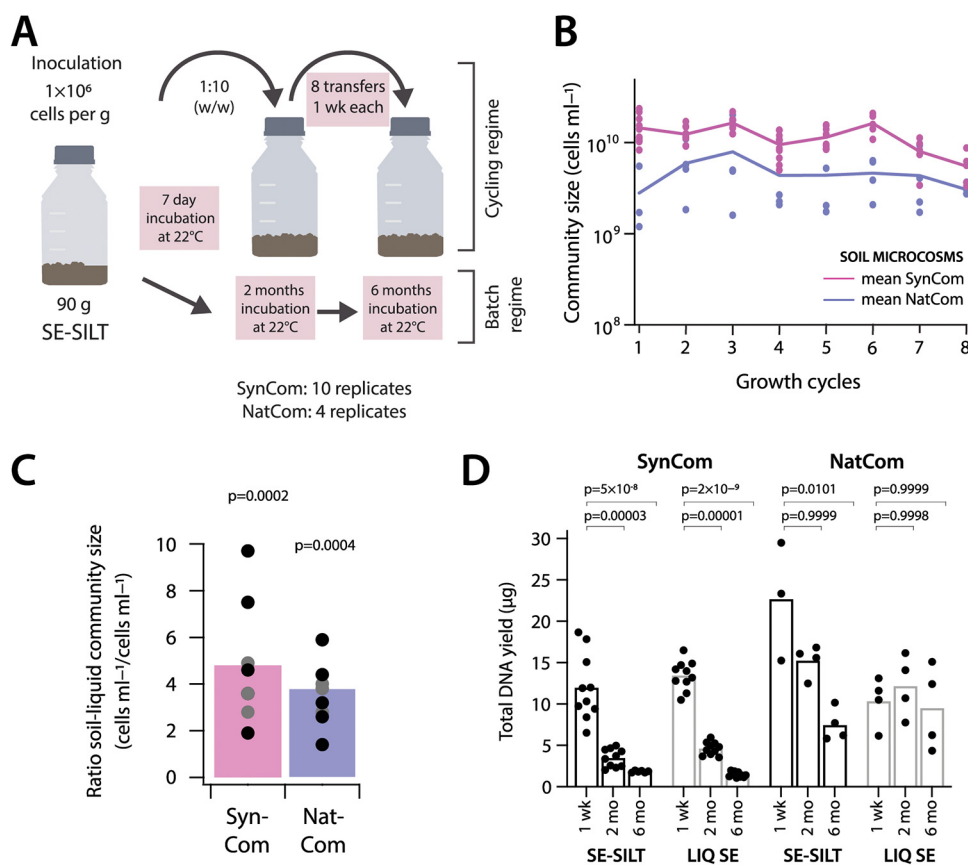 A
Inoculation
1×10⁶
cells per g
90 g
SE-SILT
1:10
(w/w)
8 transfers
1 wk each
7 day
incubation
at 22°C
Cycling regime
2 months
incubation
at 22°C
6 months
incubation
at 22°C
Batch
regime
SynCom: 10 replicates
NatCom: 4 replicates
B
Community size (cells ml⁻¹)
10¹⁰
10⁹
10⁸
SOIL MICROCOSMS
mean SynCom
mean NatCom
1 2 3 4 5 6 7 8
Growth cycles
C
p=0.0002
p=0.0004
Ratio soil-liquid community size
(cells ml⁻¹/cells ml⁻¹)
10
8
6
4
2
0
Syn-
Com
Nat-
Com
D
SynCom NatCom
p=5×10⁻⁸ p=2×10⁻⁹ p=0.0101 p=0.9999
p=0.00003 p=0.00001 p=0.9999 p=0.9998
Total DNA yield (µg)
30
25
20
15
10
5
0
1 wk 2 mo 6 mo 1 wk 2 mo 6 mo 1 wk 2 mo 6 mo 1 wk 2 mo 6 mo
SE-SILT LIQ SE SE-SILT LIQ SE